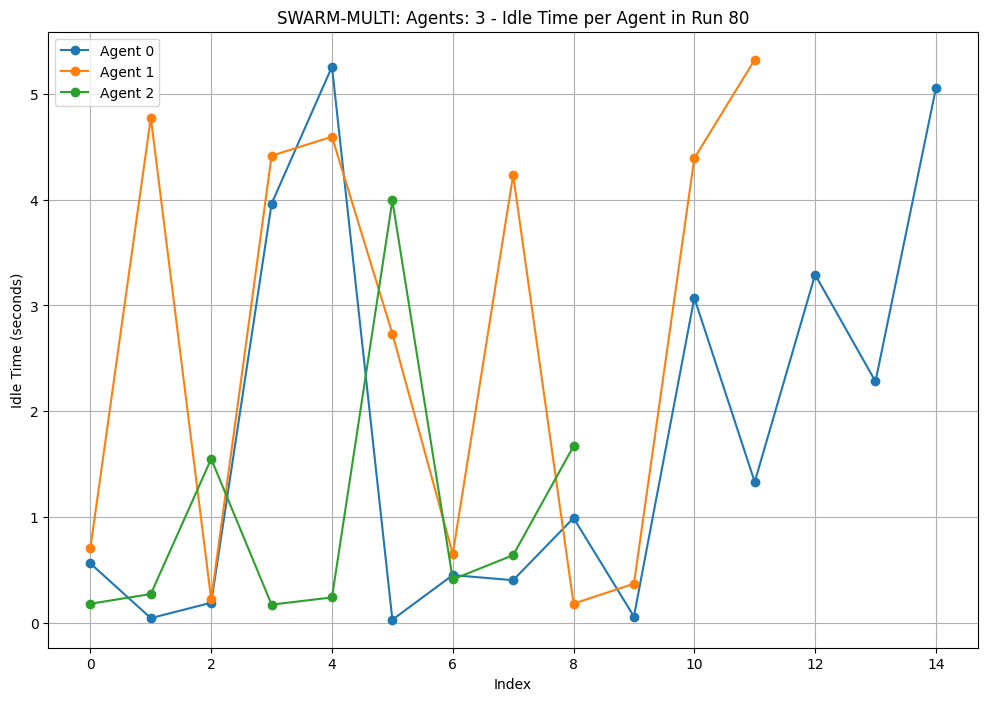 SWARM-MULTI: Agents: 3 - Idle Time per Agent in Run 80
Agent 0
Agent 1
Agent 2
Idle Time (seconds)
5
4
3
2
1
0
0 2 4 6 8 10 12 14
Index